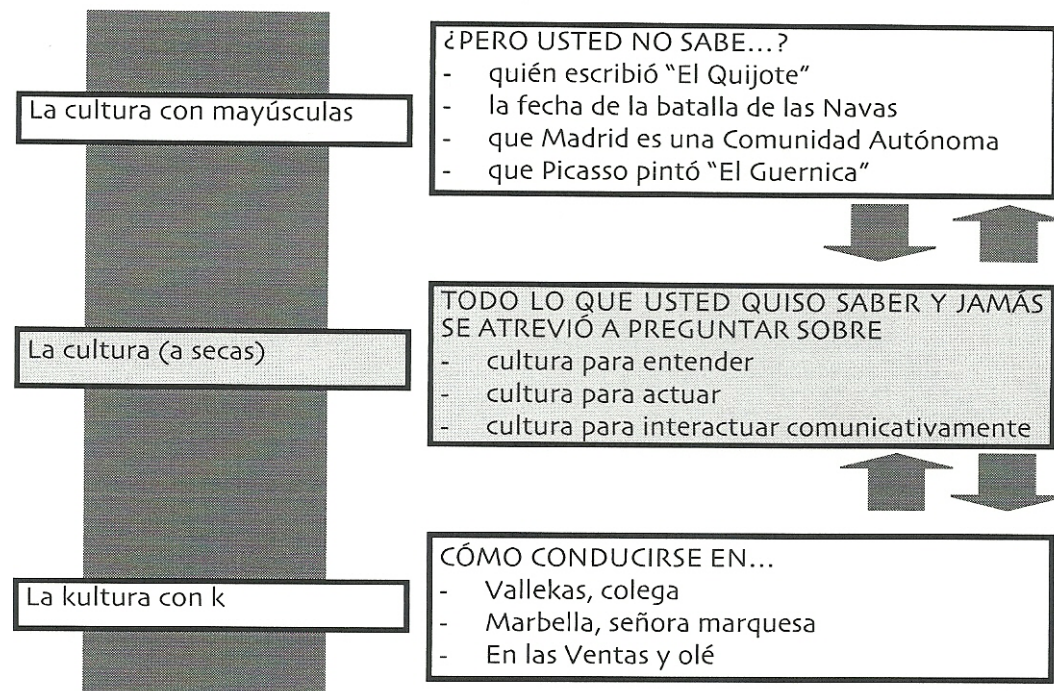 La cultura con mayúsculas
¿PERO USTED NO SABE...?
- quién escribió “El Quijote”
- la fecha de la batalla de las Navas
- que Madrid es una Comunidad Autónoma
- que Picasso pintó “El Guernica”
La cultura (a secas)
TODO LO QUE USTED QUISO SABER Y JAMÁS
SE ATREVIÓ A PREGUNTAR SOBRE
- cultura para entender
- cultura para actuar
- cultura para interactuar comunicativamente
La kultura con k
CÓMO CONDUCIRSE EN...
- Vallekas, colega
- Marbella, señora marquesa
- En las Ventas y olé